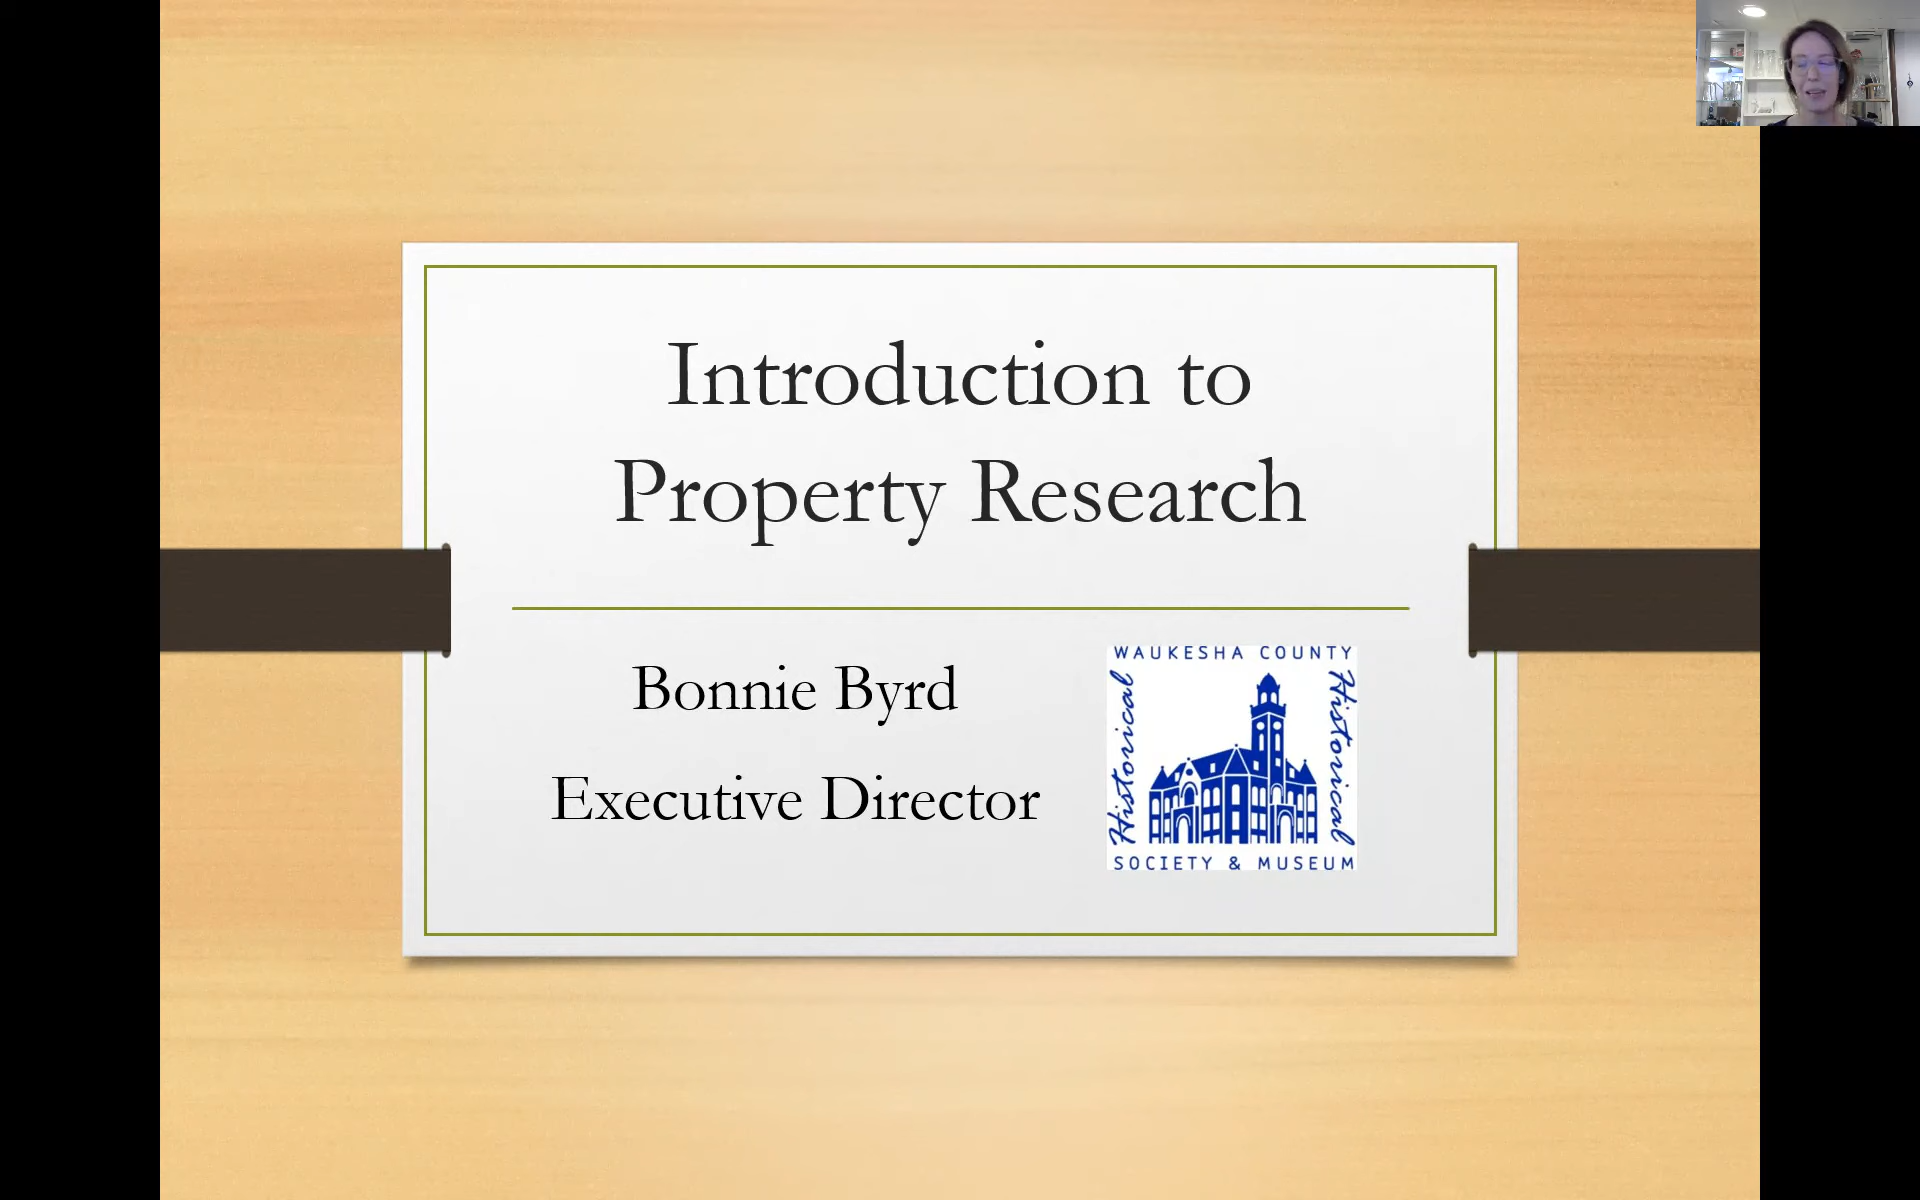 Introduction to
Property Research
Bonnie Byrd
Executive Director
WAUKESHA COUNTY
Historical
Historical
SOCIETY & MUSEUM